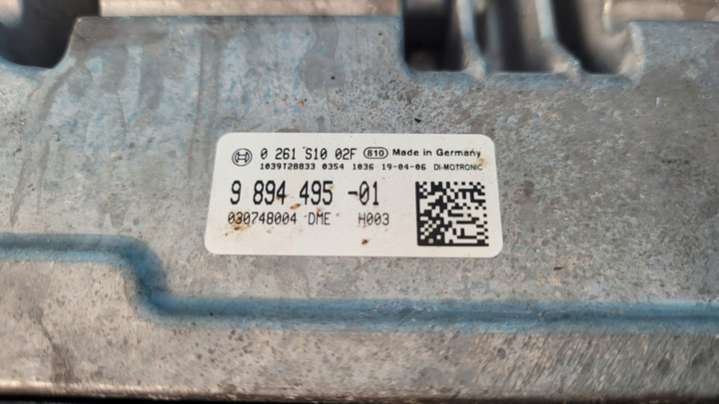 0 261 S10 02F 810 Made in Germany
1039T28833 0354 1036 19-04-06 DI-MOTRONIC
9 894 495 -01
030748004 DME H003